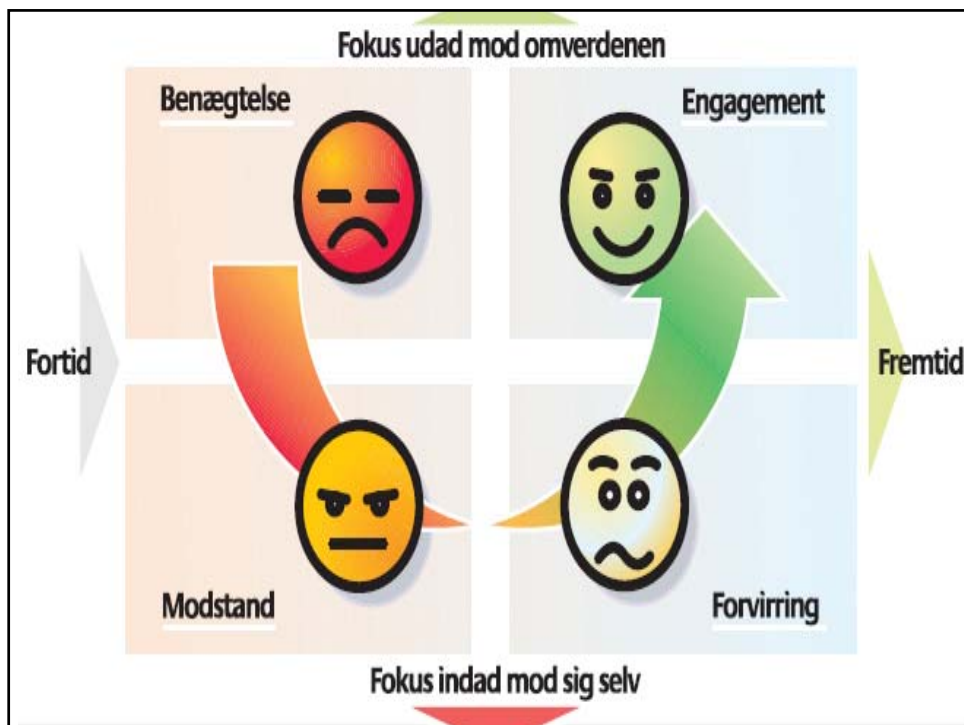 Fokus udad mod omverdenen
Benægtelse
Engagement
Fortid
Fremtid
Modstand
Forvirring
Fokus indad mod sig selv